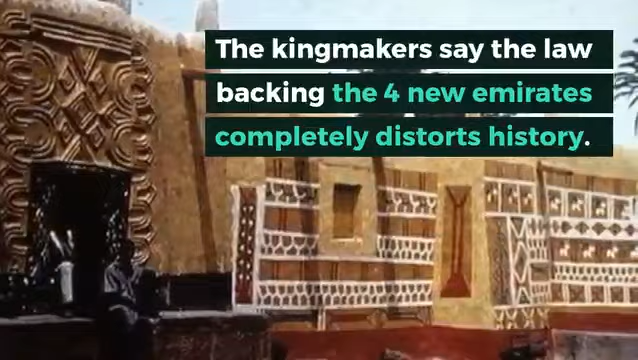 The kingmakers say the law
backing the 4 new emirates
completely distorts history.